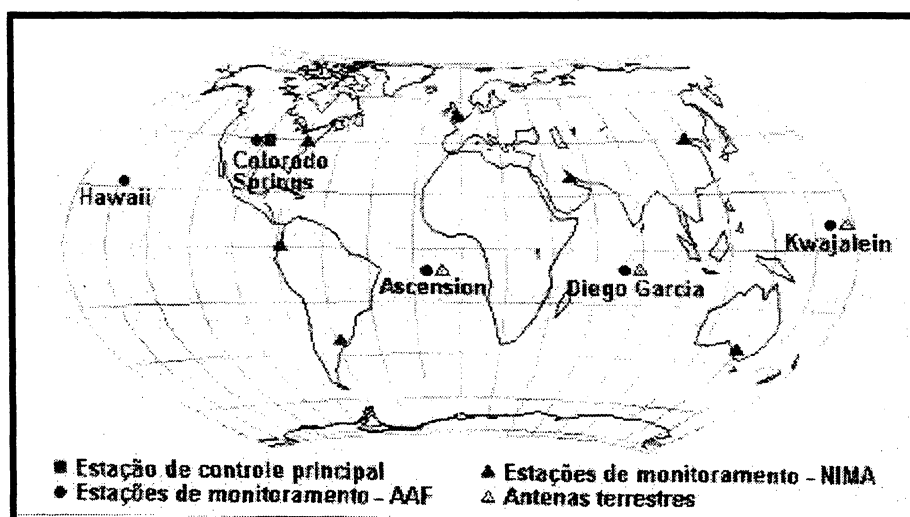 Colorado
Springs
Hawaii
Kwajalein
Ascension
Diego Garcia
Estação de controle principal
Estações de monitoramento - AAF
Estações de monitoramento - NIMA
Antenas terrestres